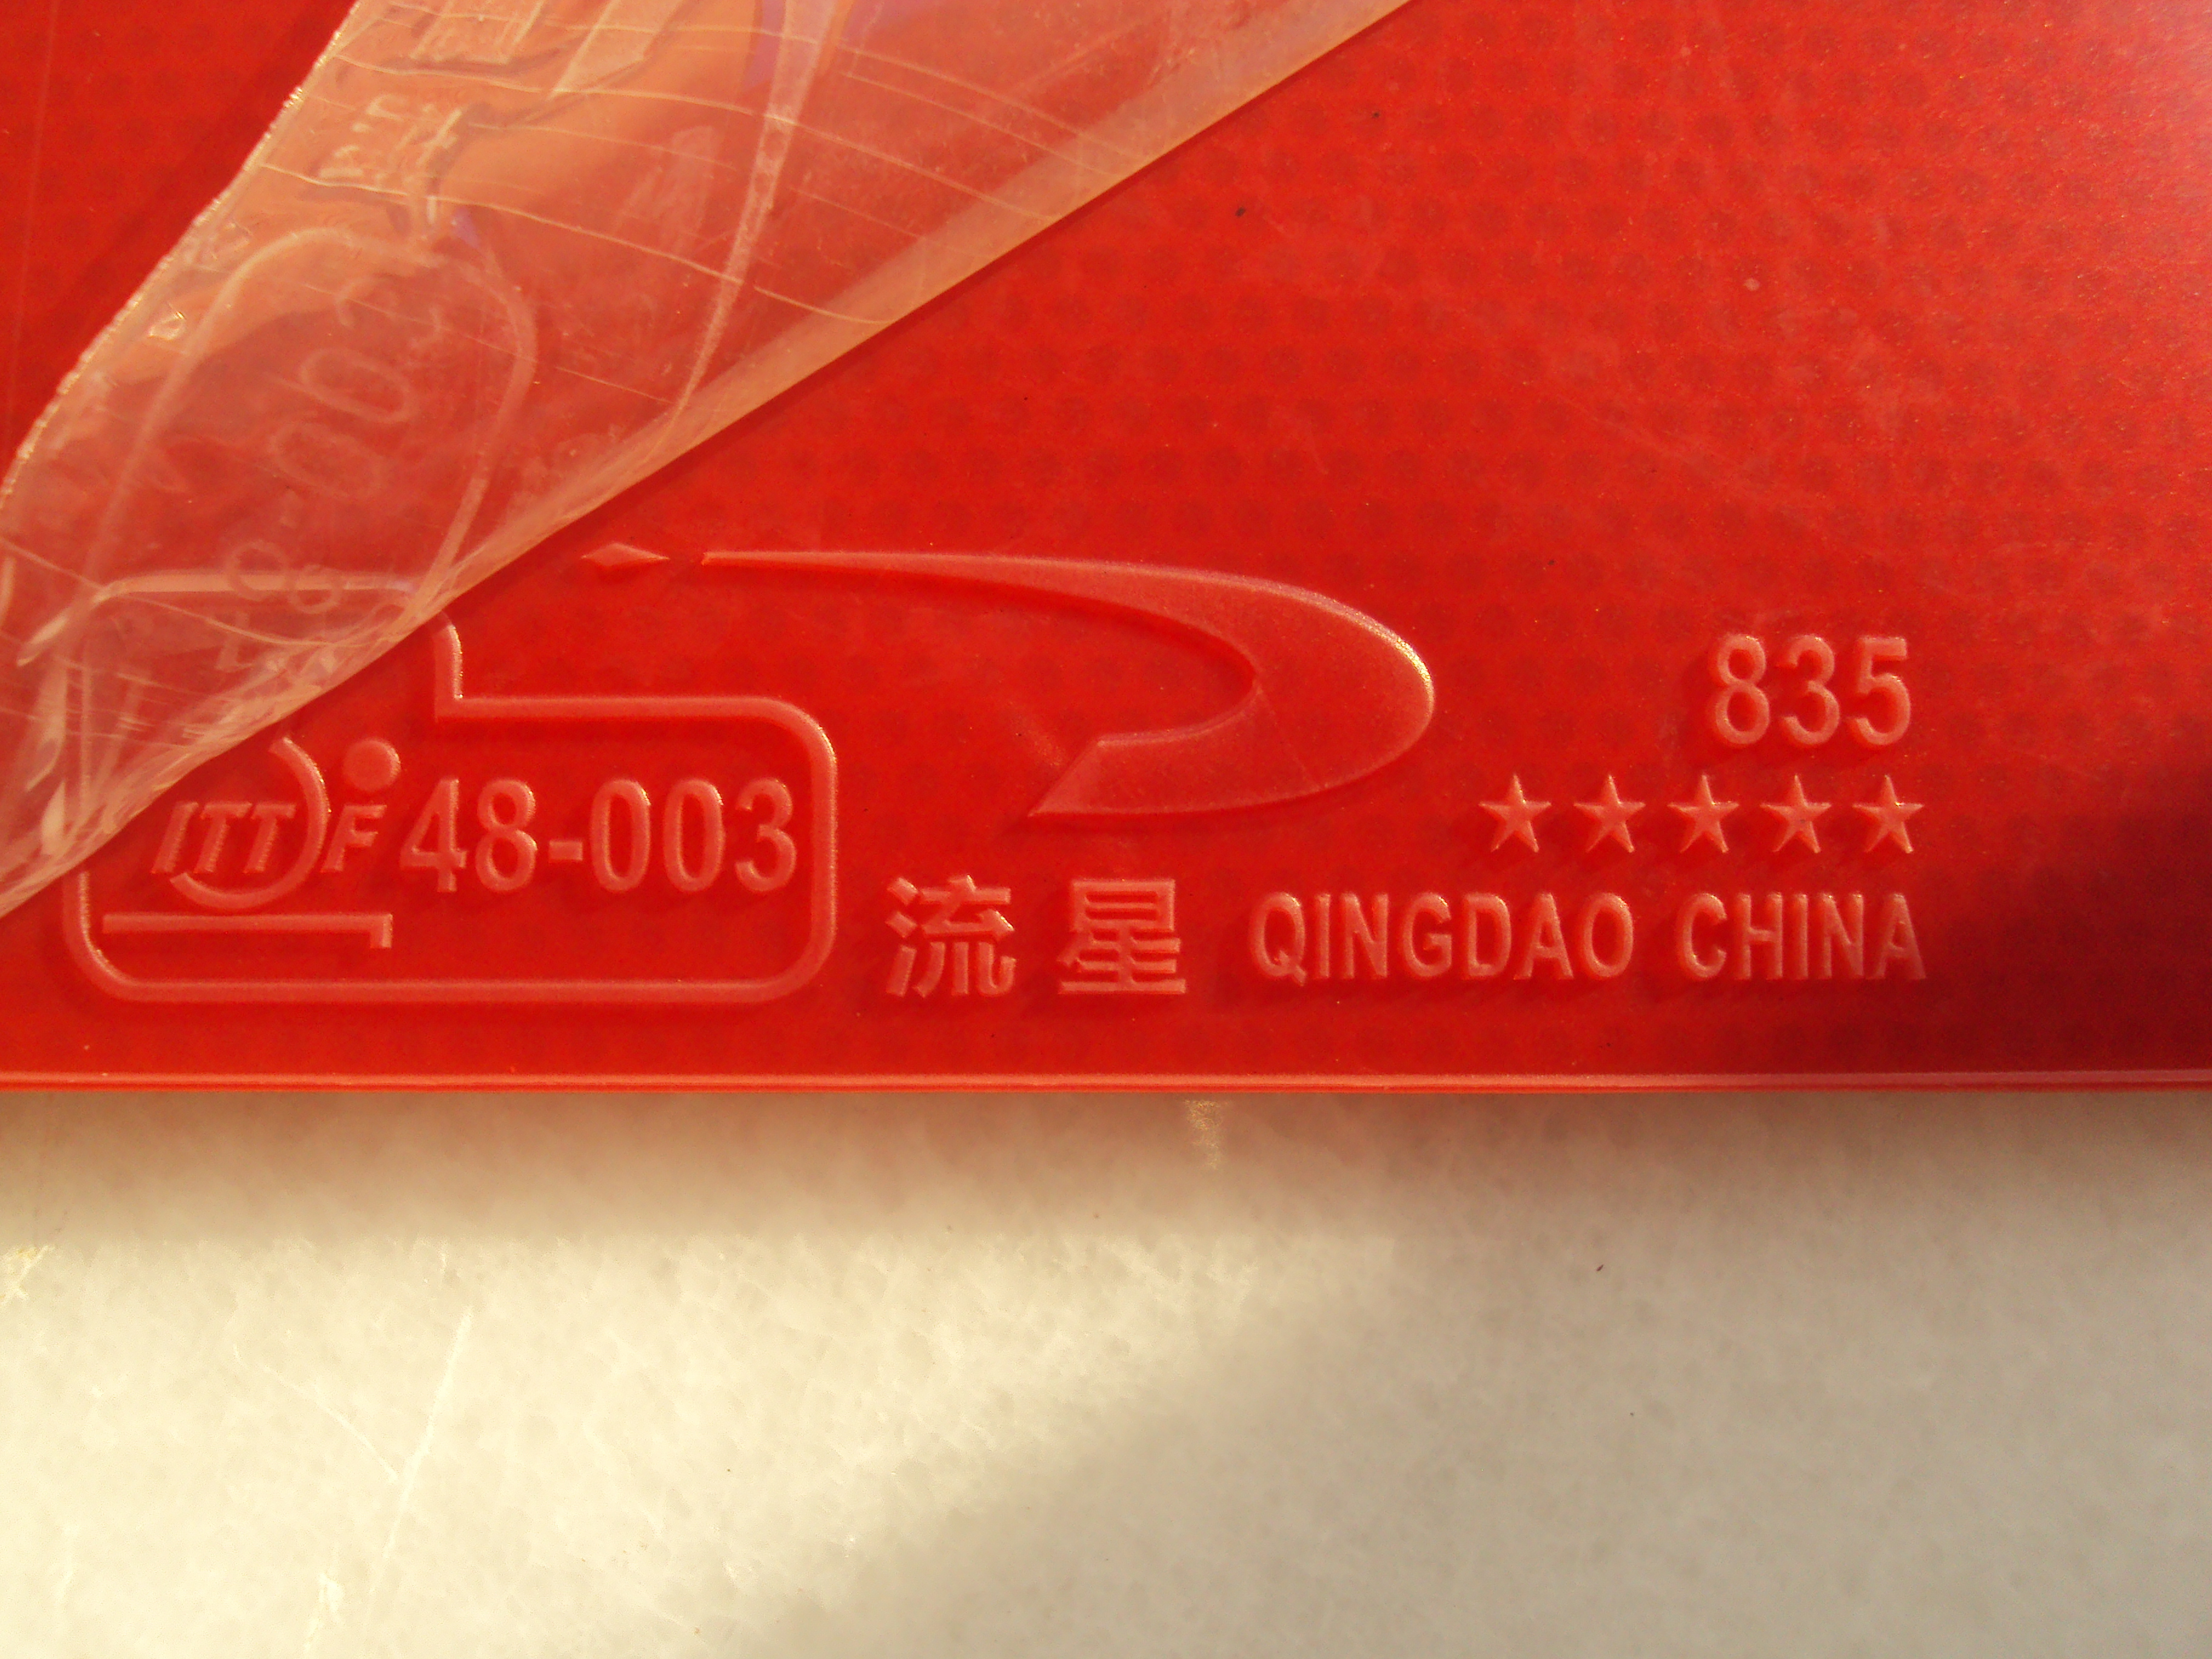 835
★★★★★
ITTF 48-003
流星 QINGDAO CHINA